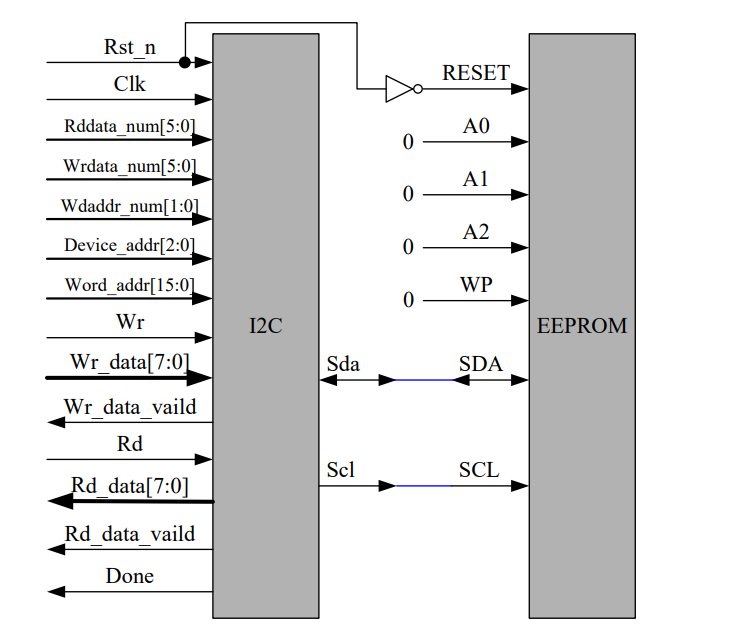 Rst_n
Clk
Rddata_num[5:0]
Wrdata_num[5:0]
Wdaddr_num[1:0]
Device_addr[2:0]
Word_addr[15:0]
Wr
Wr_data[7:0]
Wr_data_vaild
Rd
Rd_data[7:0]
Rd_data_vaild
Done
I2C
Sda
Scl
RESET
0 A0
0 A1
0 A2
0 WP
SDA
SCL
EEPROM